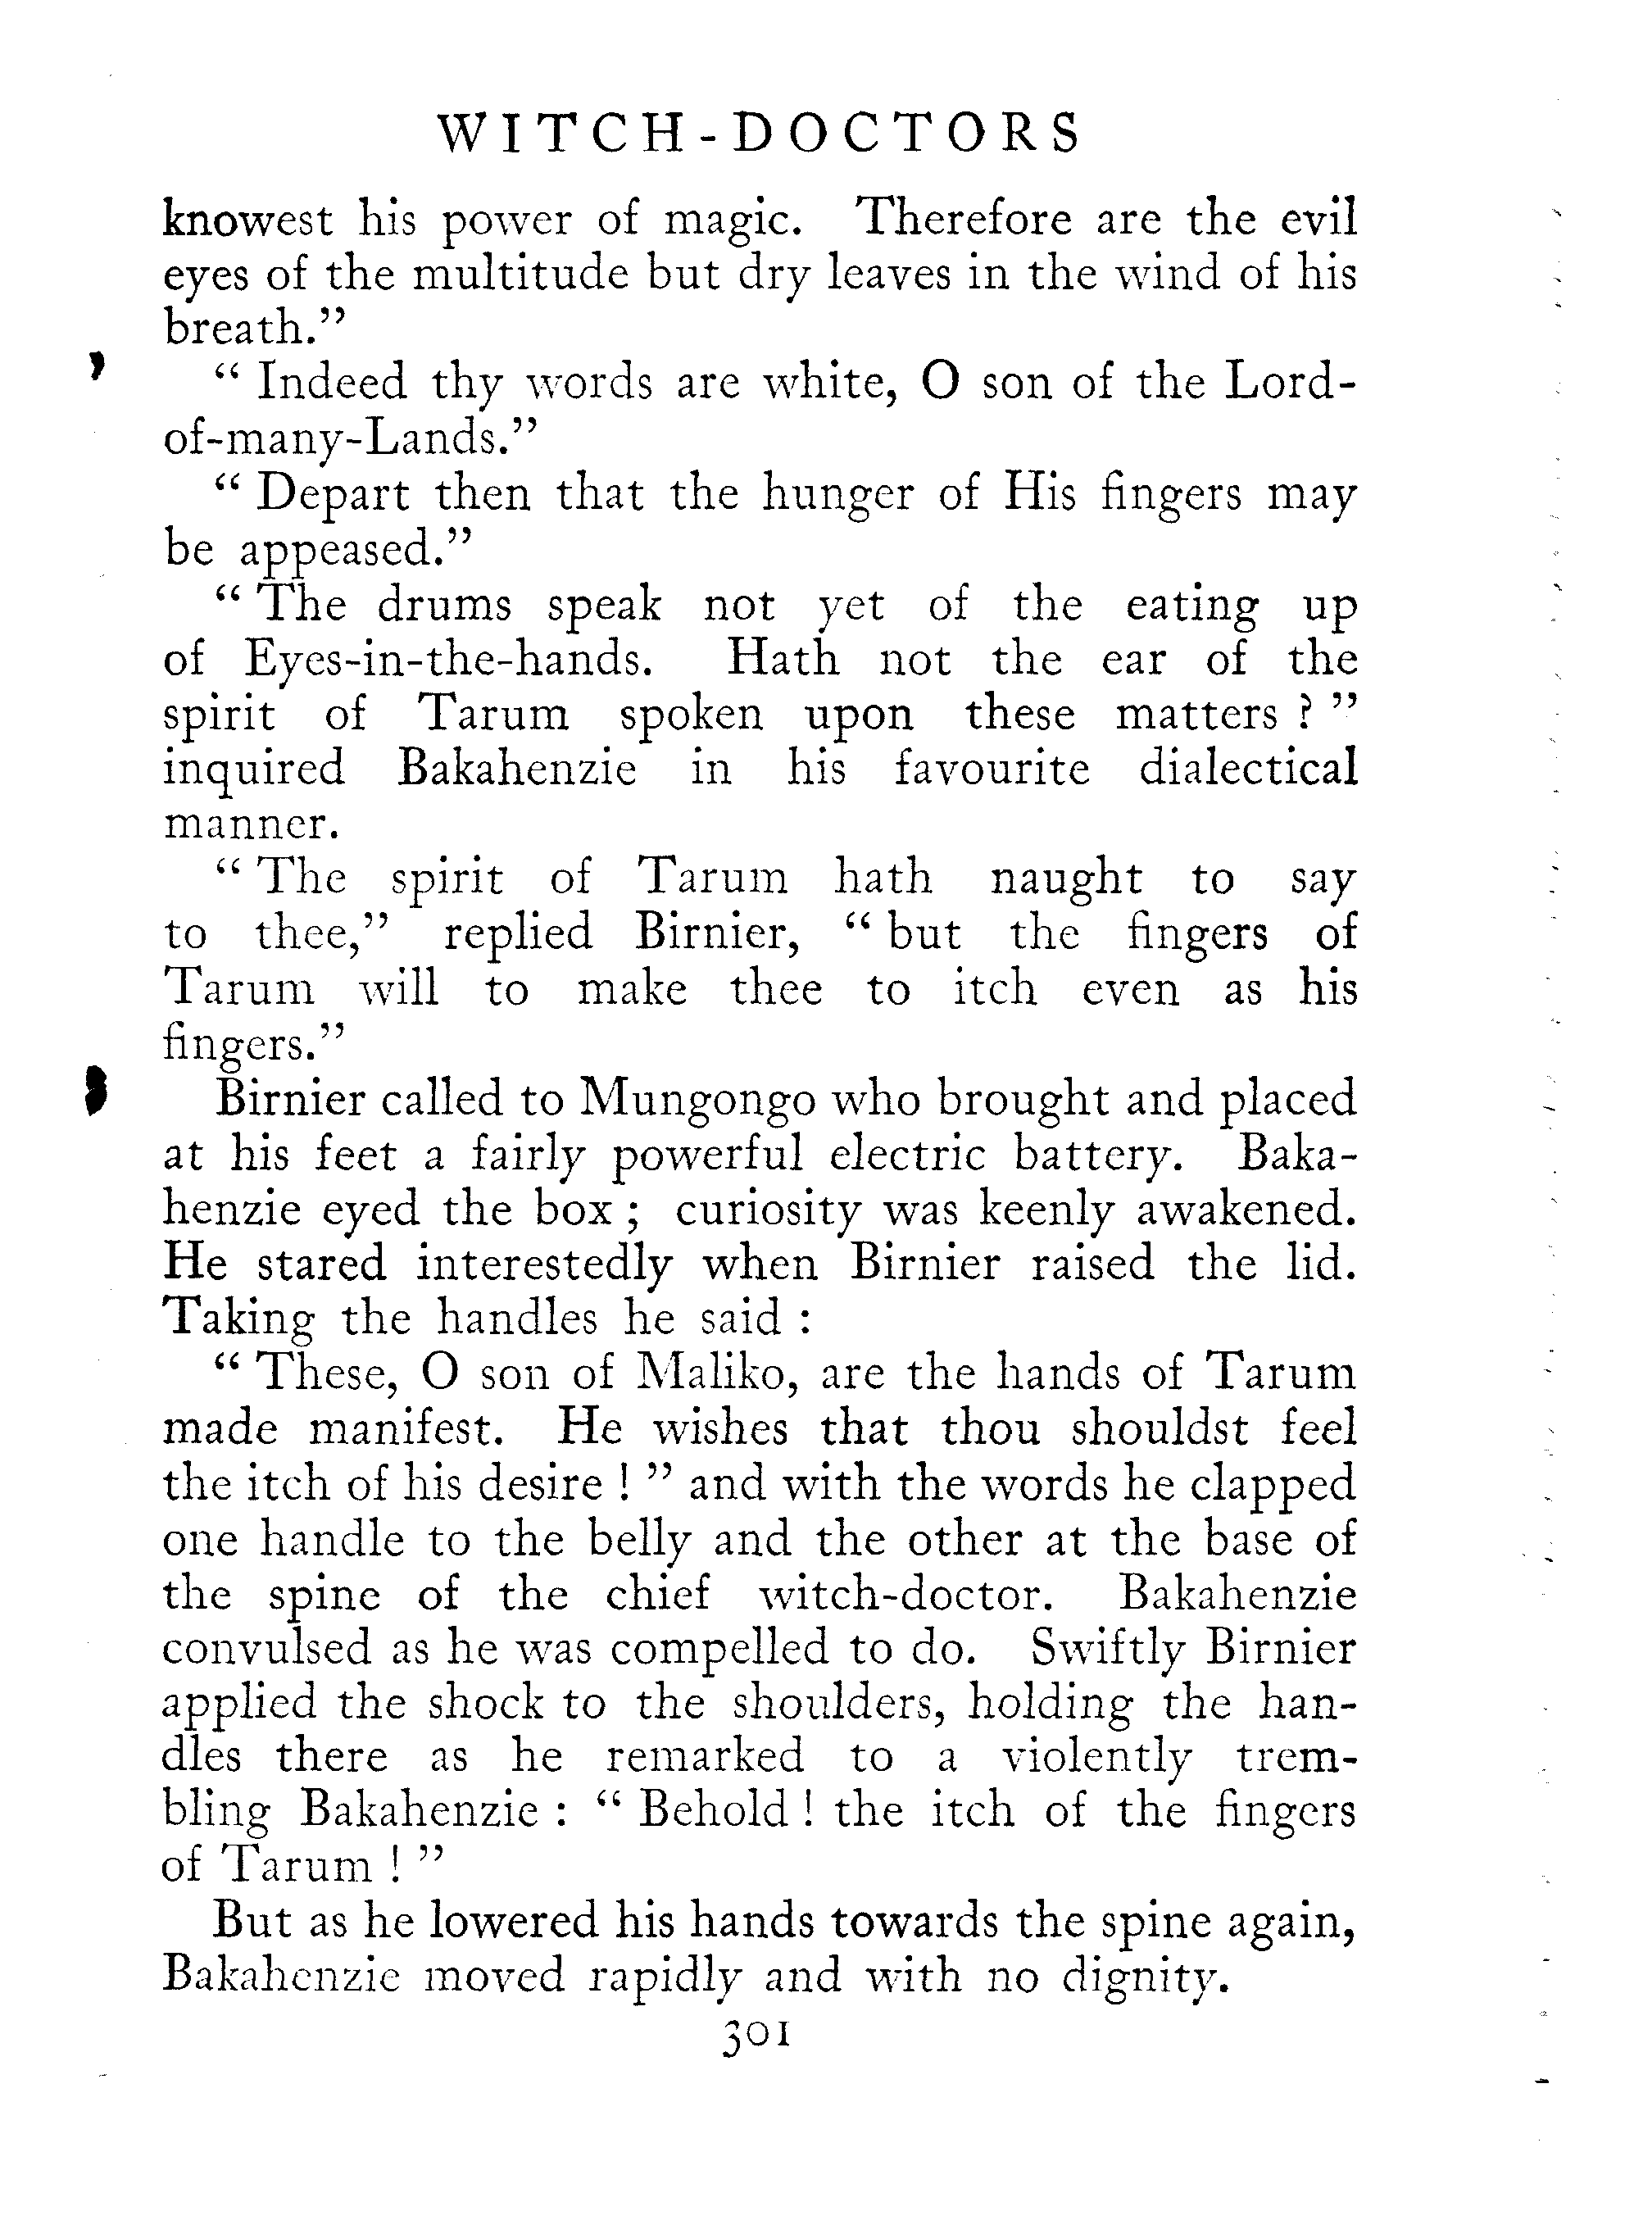 WITCH-DOCTORS
knowest his power of magic. Therefore are the evil
eyes of the multitude but dry leaves in the wind of his
breath.”
“ Indeed thy words are white, O son of the Lord-
of-many-Lands.”
“ Depart then that the hunger of His fingers may
be appeased.”
“ The drums speak not yet of the eating up
of Eyes-in-the-hands. Hath not the ear of the
spirit of Tarum spoken upon these matters ? ”
inquired Bakahenzie in his favourite dialectical
manner.
“ The spirit of Tarum hath naught to say
to thee,” replied Birnier, “ but the fingers of
Tarum will to make thee to itch even as his
fingers.”
Birnier called to Mungongo who brought and placed
at his feet a fairly powerful electric battery. Baka-
henzie eyed the box ; curiosity was keenly awakened.
He stared interestedly when Birnier raised the lid.
Taking the handles he said :
“ These, O son of Maliko, are the hands of Tarum
made manifest. He wishes that thou shouldst feel
the itch of his desire ! ” and with the words he clapped
one handle to the belly and the other at the base of
the spine of the chief witch-doctor. Bakahenzie
convulsed as he was compelled to do. Swiftly Birnier
applied the shock to the shoulders, holding the han-
dles there as he remarked to a violently trem-
bling Bakahenzie : “ Behold ! the itch of the fingers
of Tarum ! ”
But as he lowered his hands towards the spine again,
Bakahenzie moved rapidly and with no dignity.
301